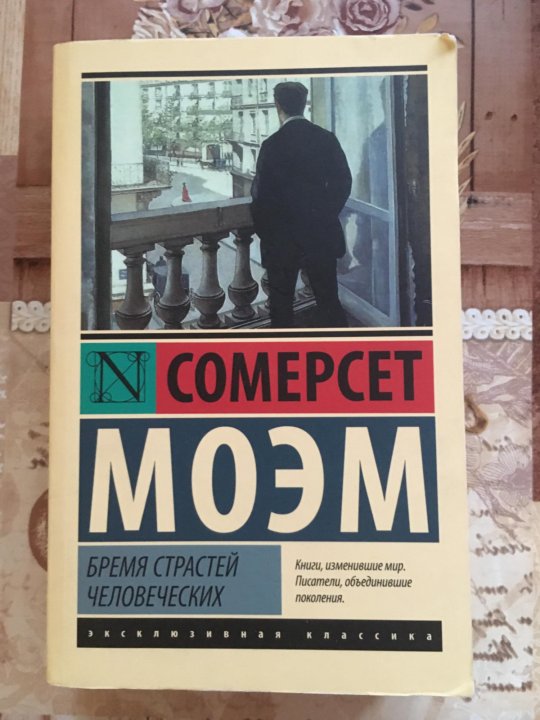 N СОМЕРСЕТ
МОЭМ
БРЕМЯ СТРАСТЕЙ
ЧЕЛОВЕЧЕСКИХ
Книги, изменившие мир.
Писатели, объединившие
поколения.
эксклюзивная классика